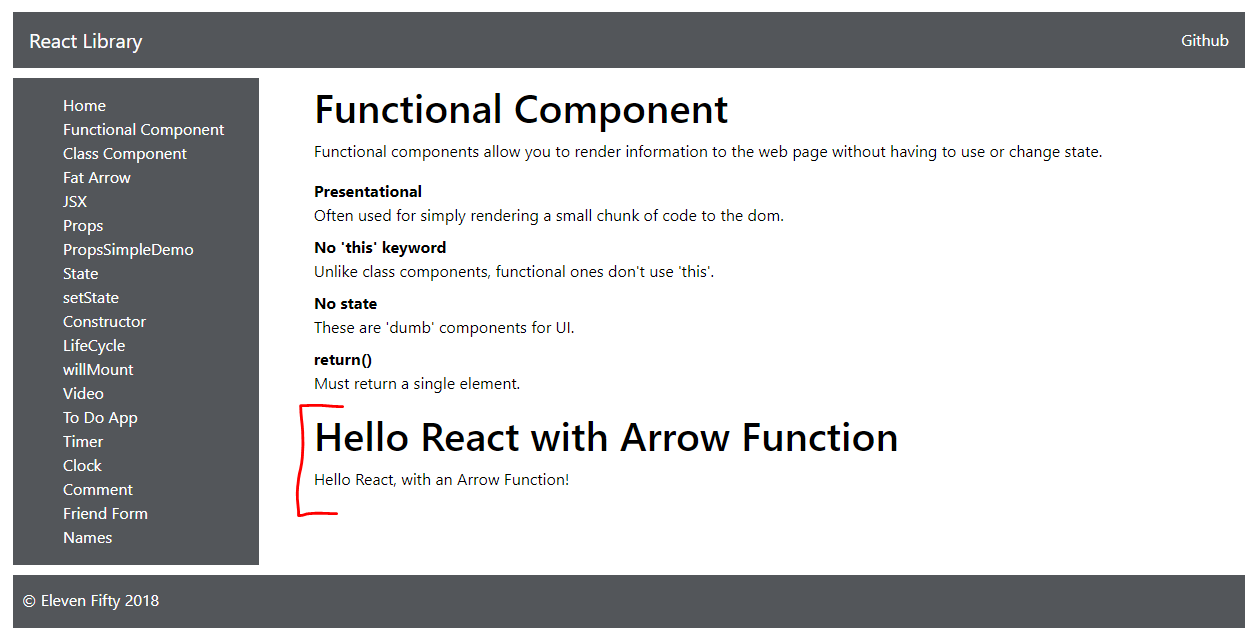 React Library
Github
Home
Functional Component
Class Component
Fat Arrow
JSX
Props
PropsSimpleDemo
State
setState
Constructor
LifeCycle
willMount
Video
To Do App
Timer
Clock
Comment
Friend Form
Names
Functional Component
Functional components allow you to render information to the web page without having to use or change state.
Presentational
Often used for simply rendering a small chunk of code to the dom.
No 'this' keyword
Unlike class components, functional ones don't use 'this'.
No state
These are 'dumb' components for UI.
return()
Must return a single element.
Hello React with Arrow Function
Hello React, with an Arrow Function!
© Eleven Fifty 2018